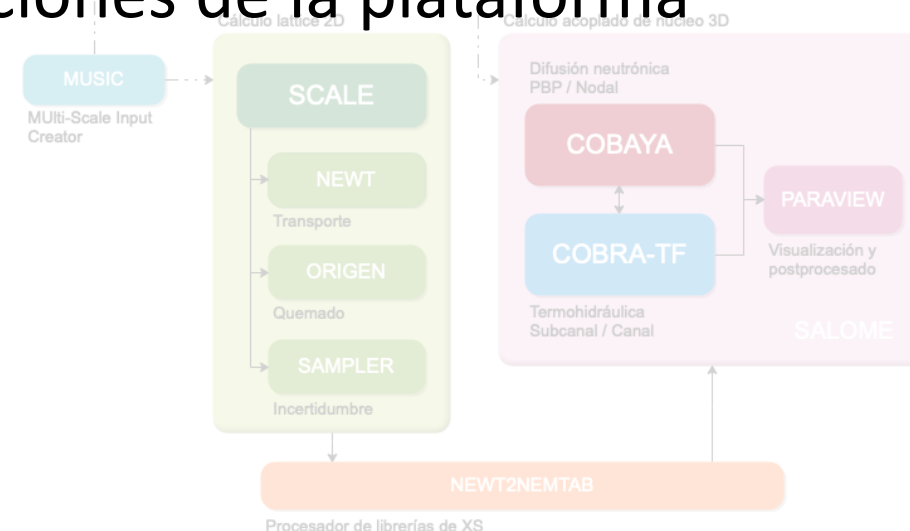 ciones de la plataforma
Cálculo lattice 2D
Cálculo acoplado de núcleo 3D
MUSIC
MUlti-Scale Input
Creator
SCALE
NEWT
Transporte
ORIGEN
Quemado
SAMPLER
Incertidumbre
Difusión neutrónica
PBP / Nodal
COBAYA
COBRA-TF
Termohidráulica
Subcanal / Canal
PARAVIEW
Visualización y
postprocesado
SALOME
NEWT2NEMTAB
Procesador de librerías de XS